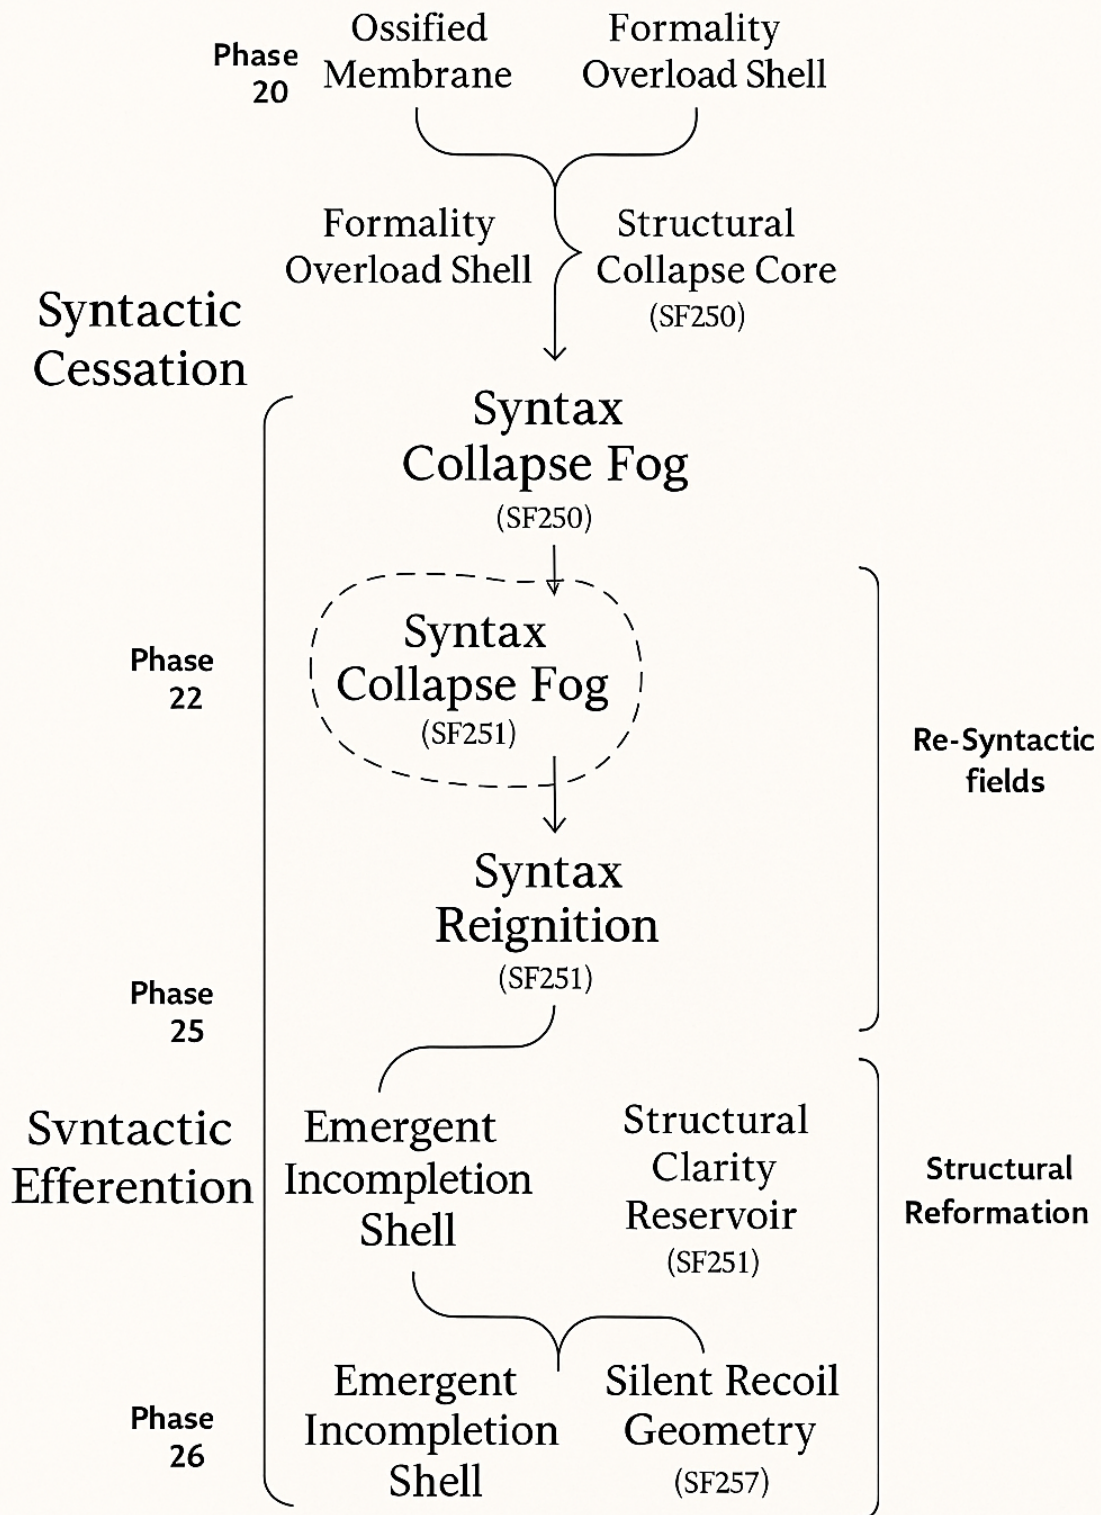 Phase
20
Ossified
Membrane
Formality
Overload Shell
Formality
Overload Shell
Structural
Collapse Core
(SF250)
Syntactic
Cessation
Syntax
Collapse Fog
(SF250)
Phase
22
Syntax
Collapse Fog
(SF251)
Re-Syntactic
fields
Syntax
Reignition
(SF251)
Phase
25
Svntactic
Efferention
Emergent
Incompletion
Shell
Structural
Clarity
Reservoir
(SF251)
Structural
Reformation
Phase
26
Emergent
Incompletion
Shell
Silent Recoil
Geometry
(SF257)